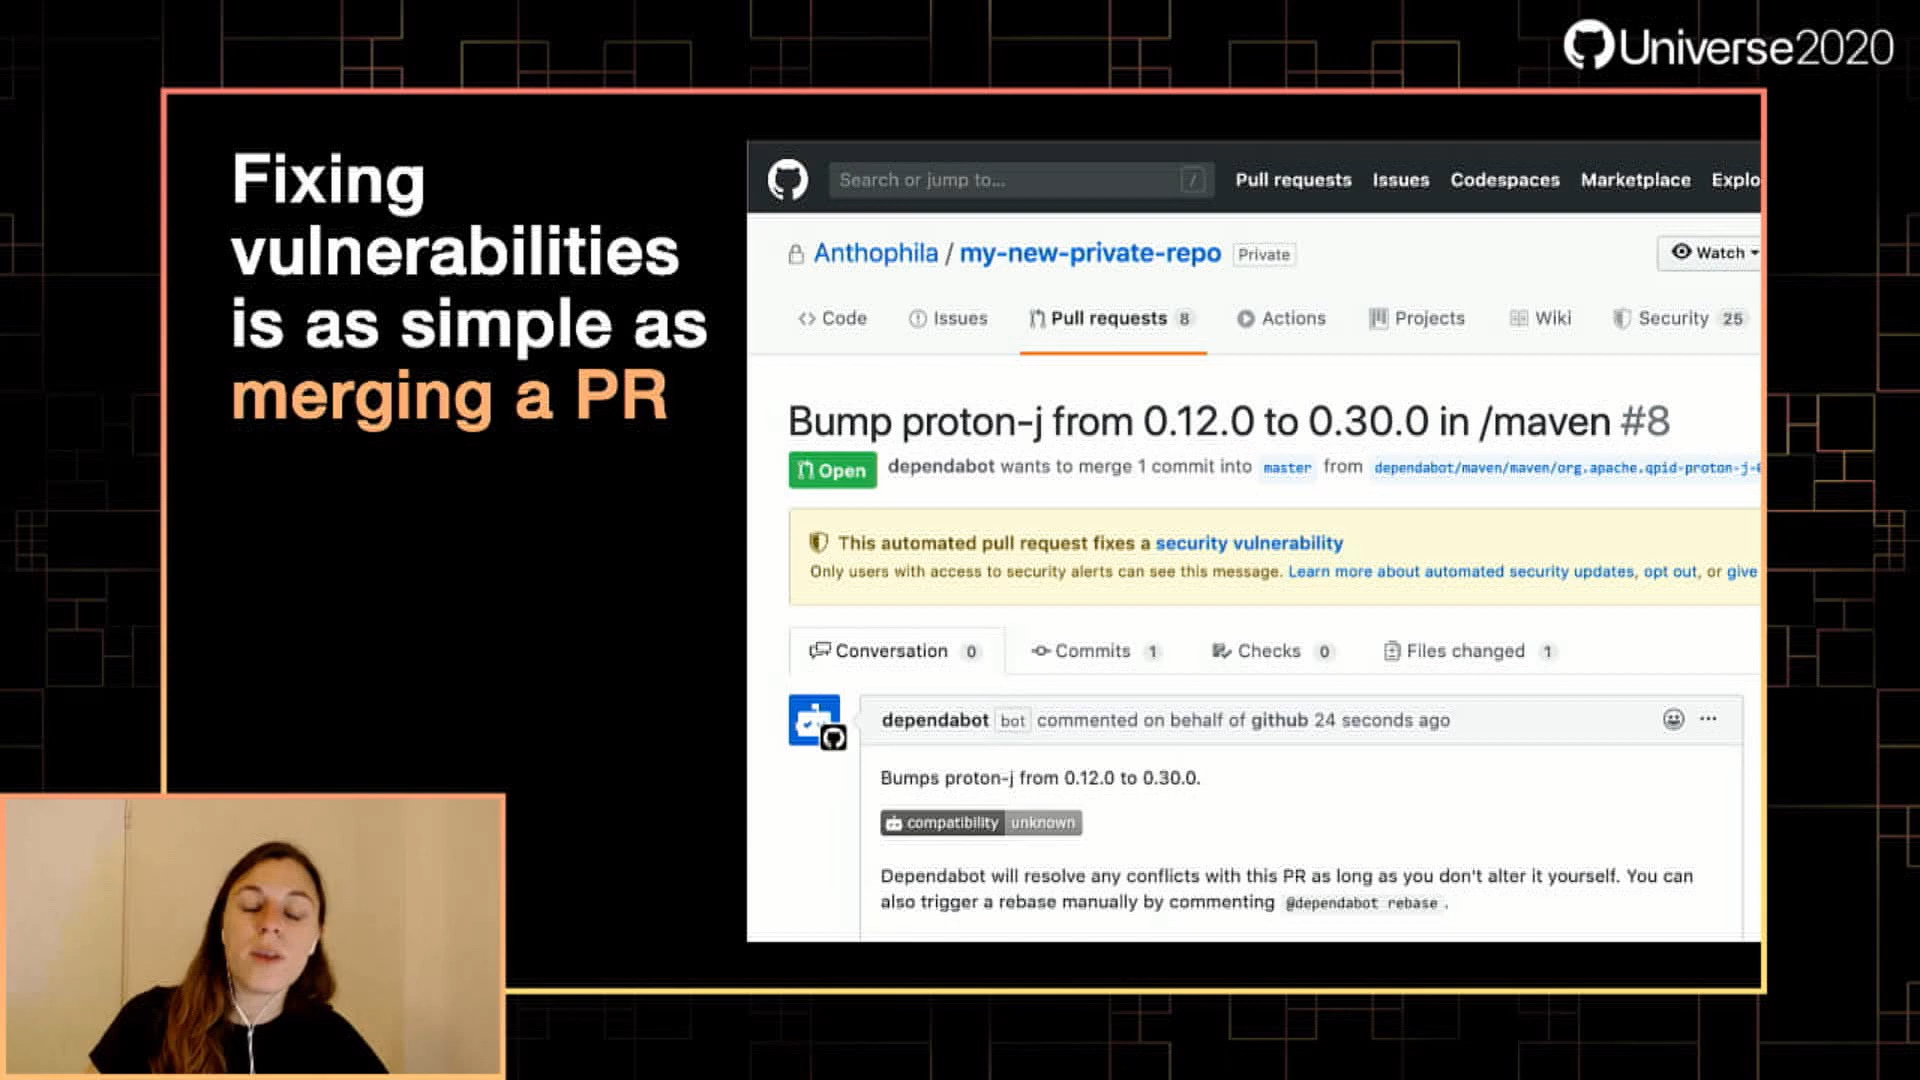 Universe2020
Fixing
vulnerabilities
is as simple as
merging a PR
Search or jump to... /
Pull requests Issues Codespaces Marketplace Explo
Anthophila / my-new-private-repo Private
Watch
Code Issues Pull requests 8 Actions Projects Wiki Security 25
Bump proton-j from 0.12.0 to 0.30.0 in /maven #8
Open dependabot wants to merge 1 commit into master from dependabot/maven/maven/org.apache.qpid-proton-j-
This automated pull request fixes a security vulnerability
Only users with access to security alerts can see this message. Learn more about automated security updates, opt out, or give
Conversation 0 Commits 1 Checks 0 Files changed 1
dependabot bot commented on behalf of github 24 seconds ago
Bumps proton-j from 0.12.0 to 0.30.0.
compatibility unknown
Dependabot will resolve any conflicts with this PR as long as you don't alter it yourself. You can
also trigger a rebase manually by commenting @dependabot rebase .